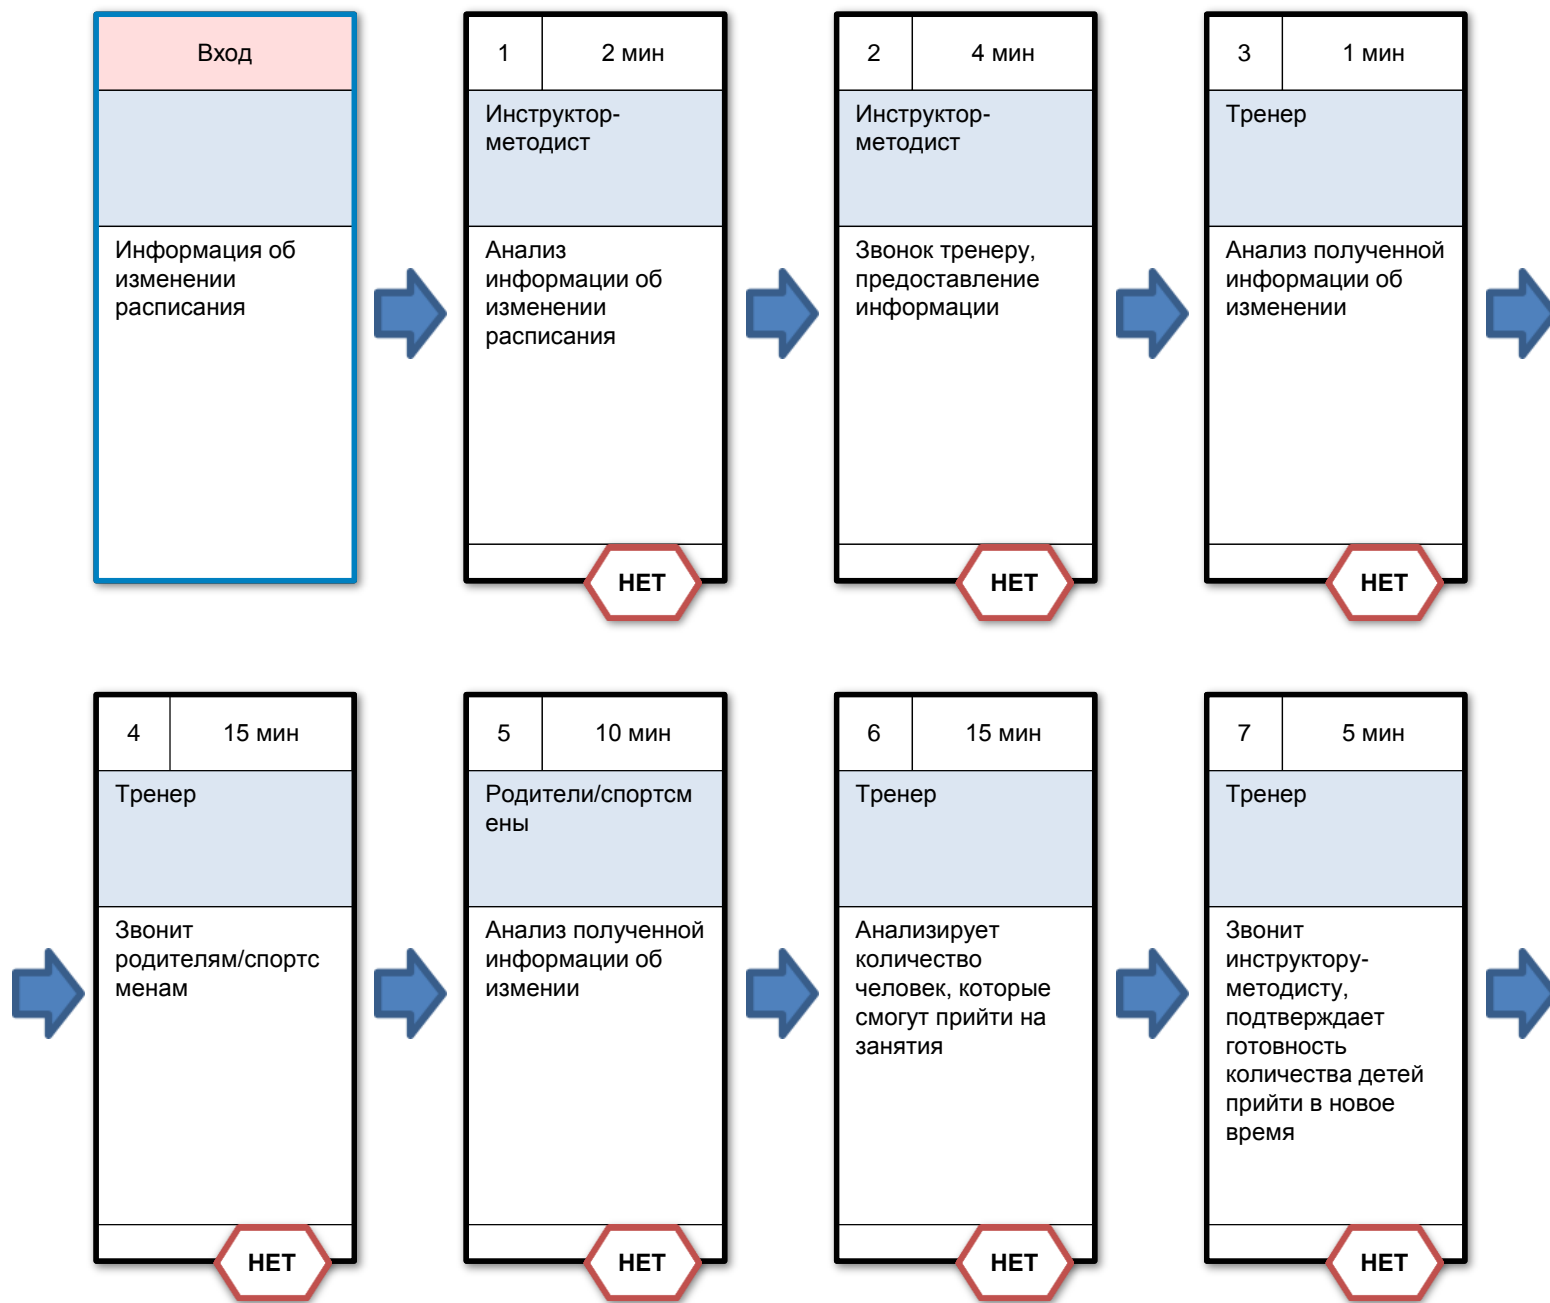 Вход
Информация об
изменении
расписания
1
2 мин
Инструктор-
методист
Анализ
информации об
изменении
расписания
НЕТ
2
4 мин
Инструктор-
методист
Звонок тренеру,
предоставление
информации
НЕТ
3
1 мин
Тренер
Анализ полученной
информации об
изменении
НЕТ
4
15 мин
Тренер
Звонит
родителям/спортс
менам
НЕТ
5
10 мин
Родители/спортсм
ены
Анализ полученной
информации об
измении
НЕТ
6
15 мин
Тренер
Анализирует
количество
человек, которые
смогут прийти на
занятия
НЕТ
7
5 мин
Тренер
Звонит
инструктору-
методисту,
подтверждает
готовность
количества детей
прийти в новое
время
НЕТ